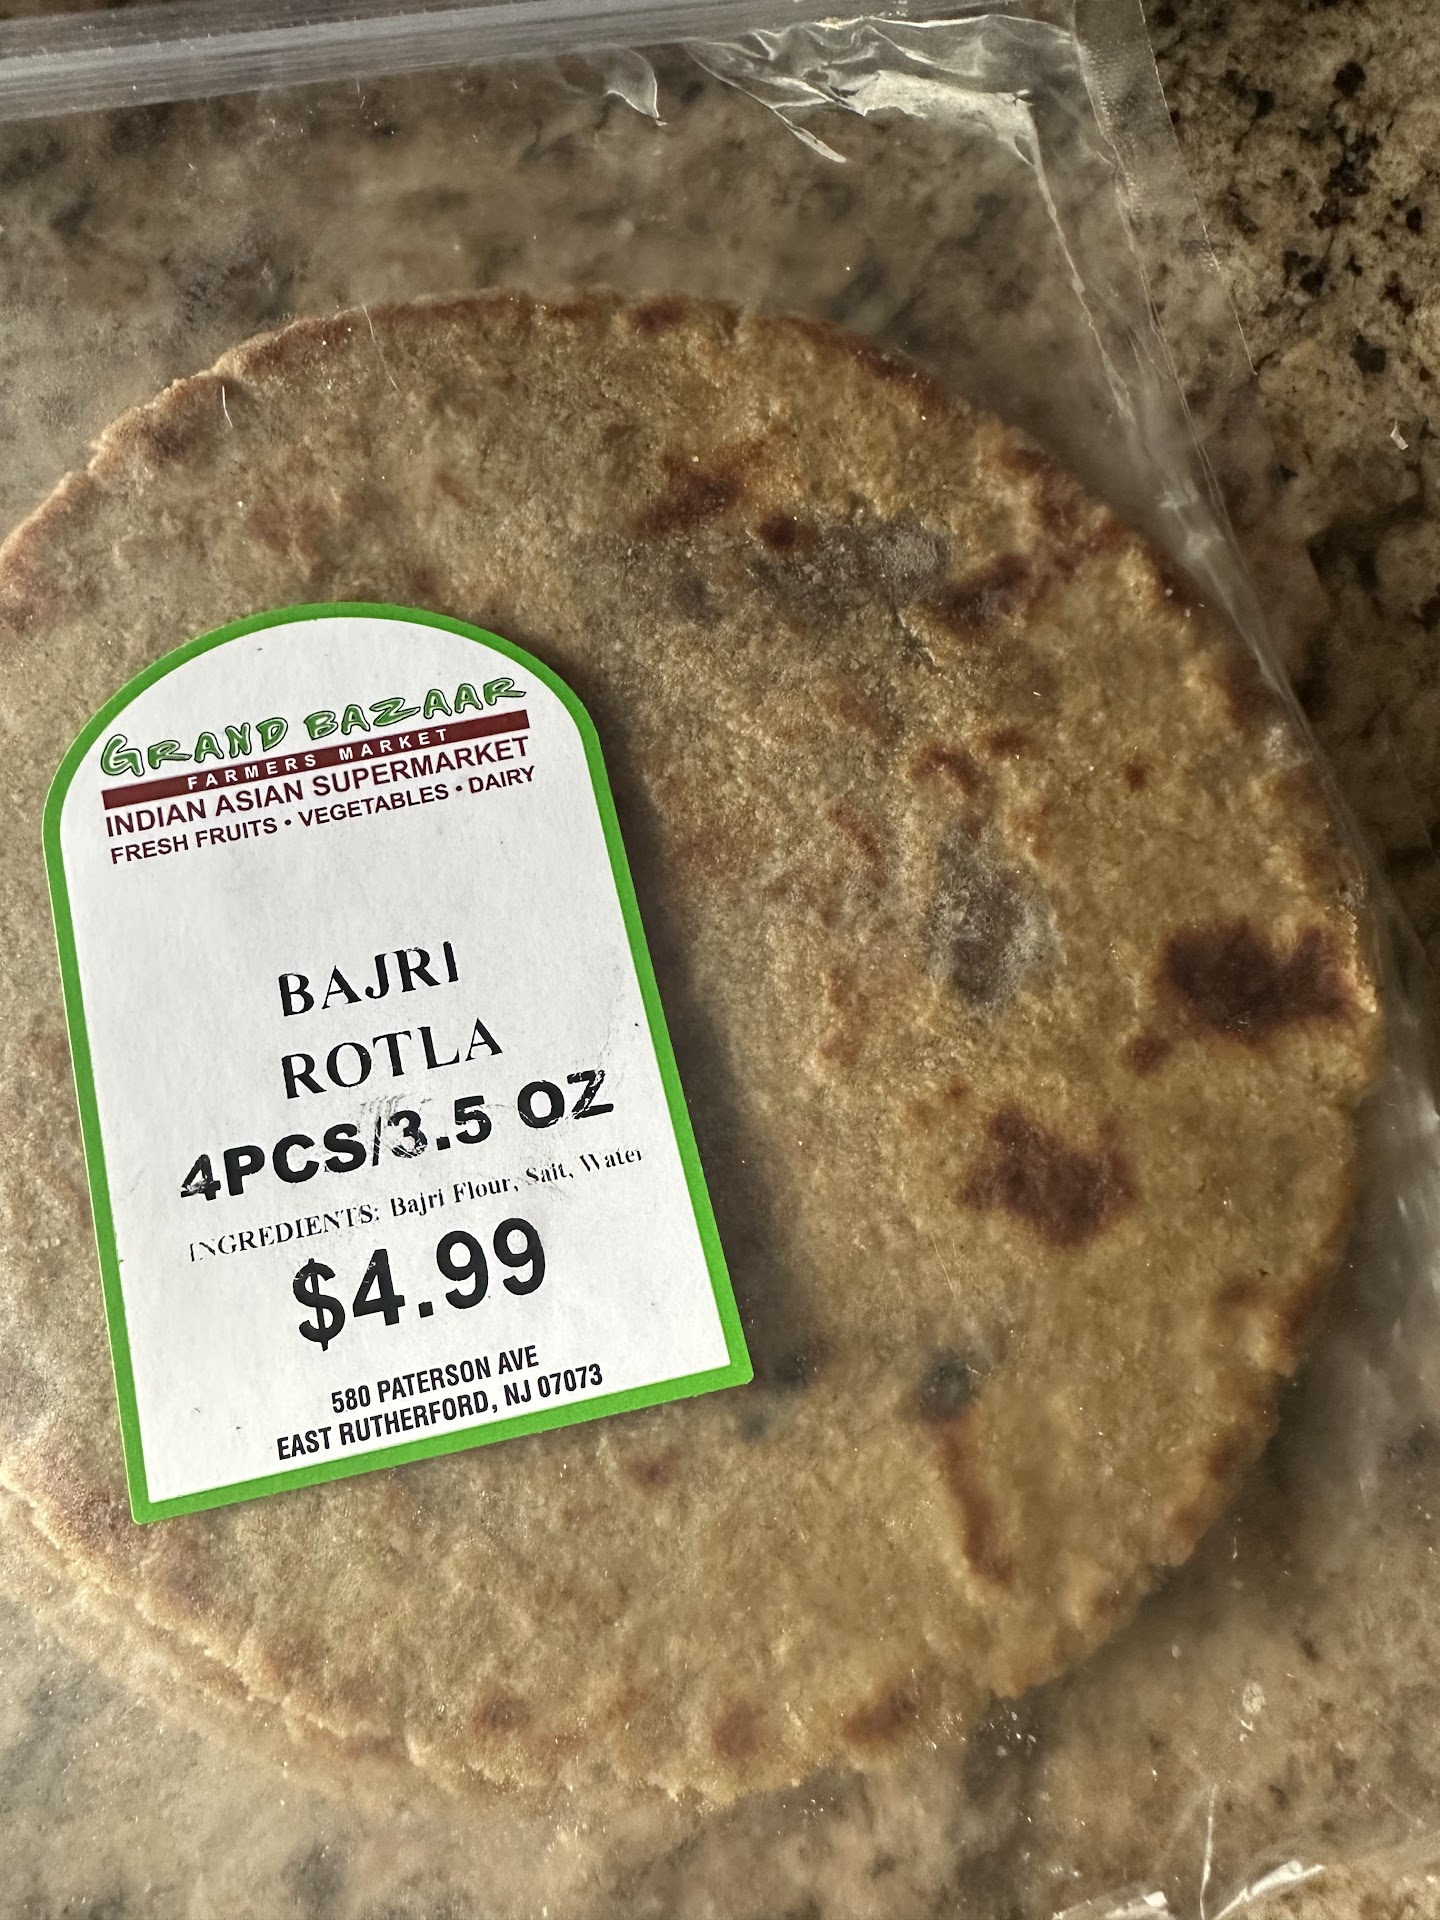 GRAND BAZAAR
FARMERS MARKET
INDIAN ASIAN SUPERMARKET
FRESH FRUITS • VEGETABLES • DAIRY
BAJRI
ROTLA
4PCS/3.5 OZ
INGREDIENTS: Bajri Flour, Salt, Water
$4.99
580 PATERSON AVE
EAST RUTHERFORD, NJ 07073